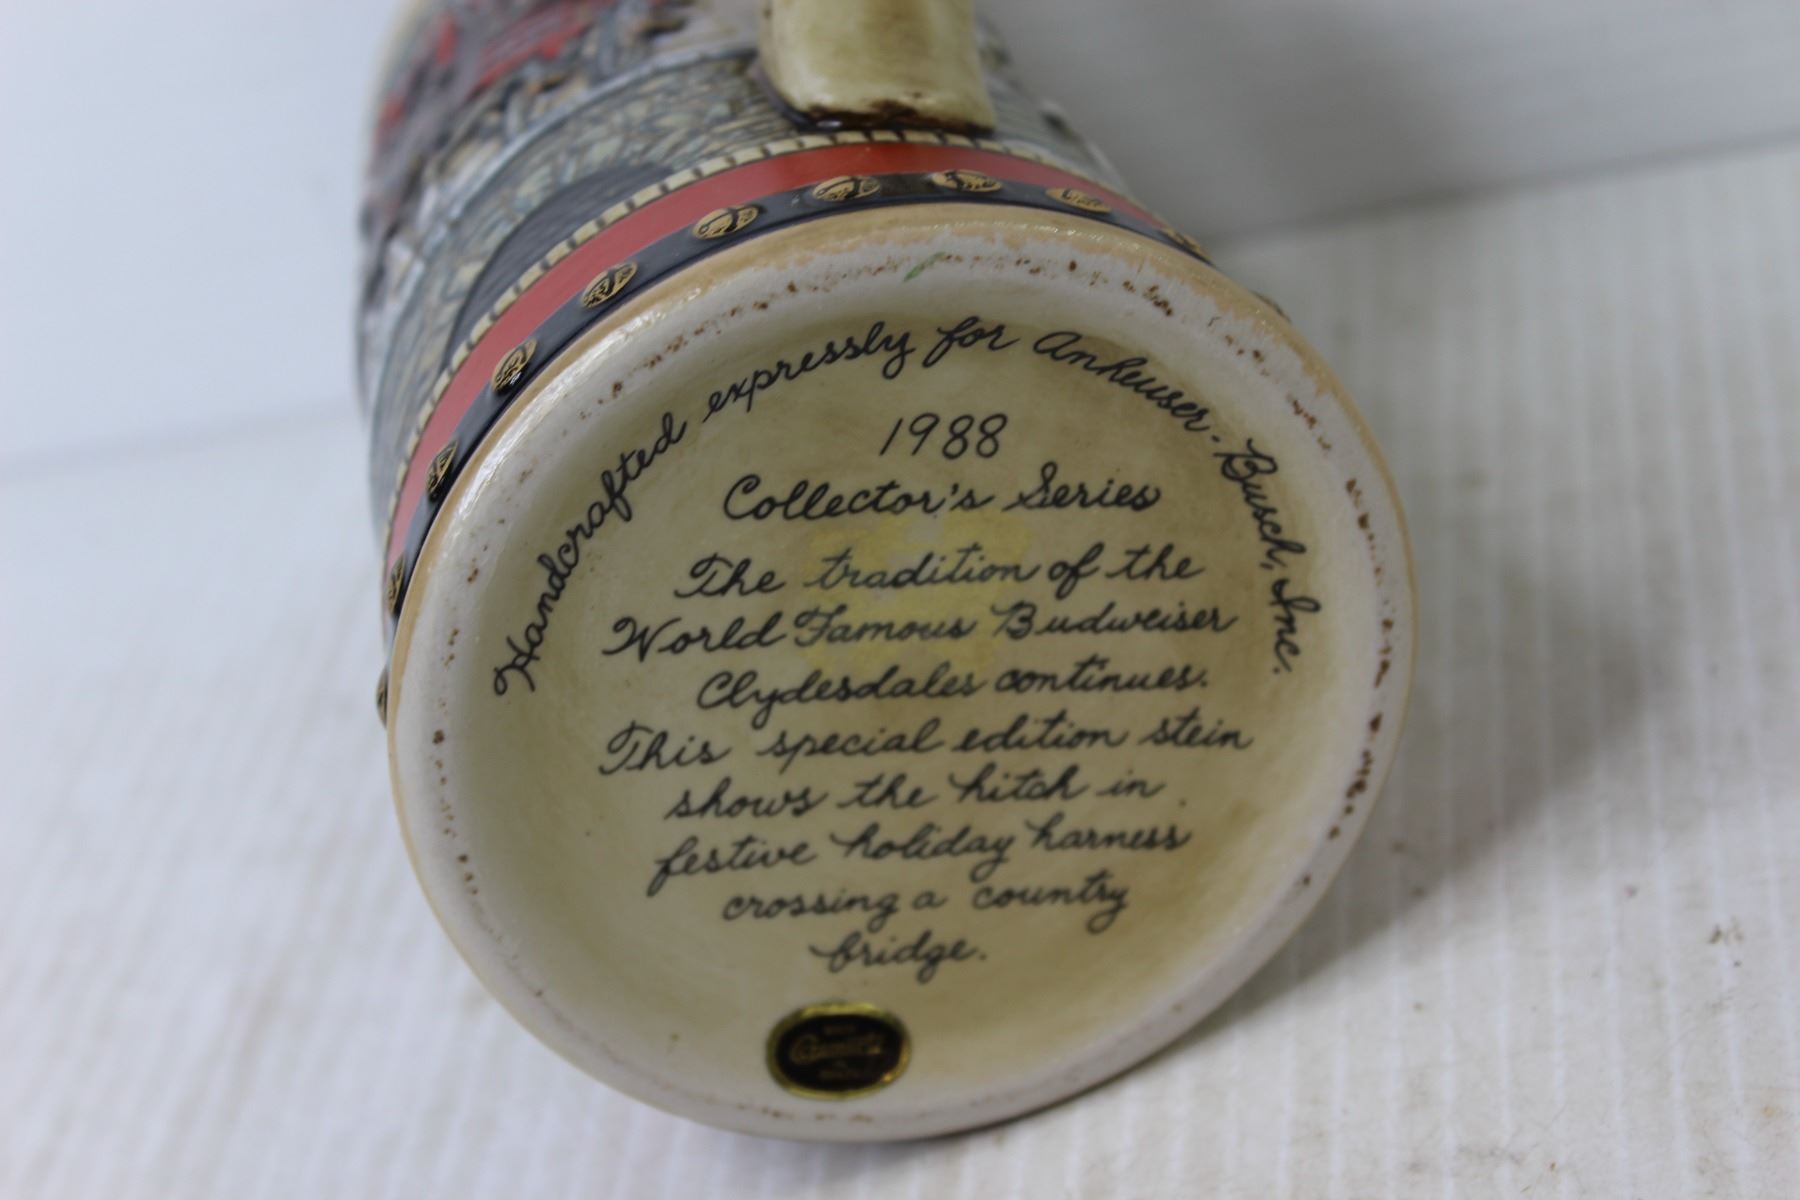 Handcrafted expressly for Anheuser-Busch, Inc.
1988
Collector's Series
The tradition of the
World Famous Budweiser
Clydesdales continues.
This special edition stein
shows the hitch in
festive holiday harness
crossing a country
bridge.